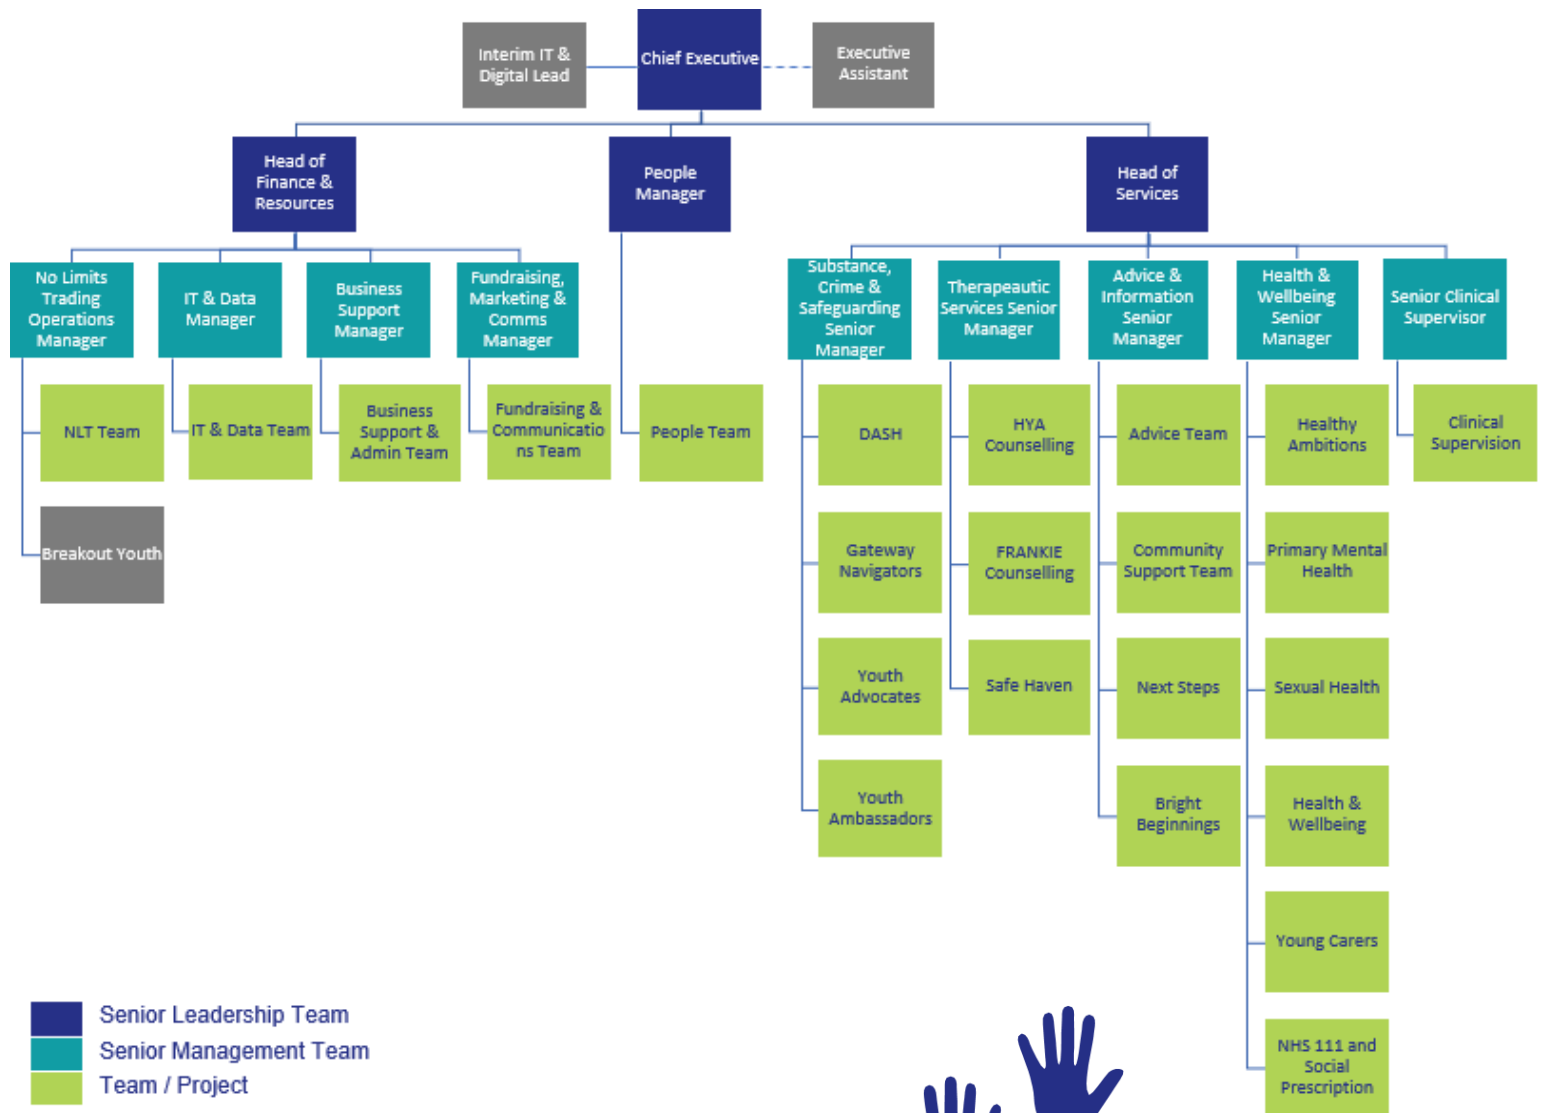 Interim IT &
Digital Lead
Chief Executive
Executive
Assistant
Head of
Finance &
Resources
People
Manager
Head of
Services
No Limits
Trading
Operations
Manager
IT & Data
Manager
Business
Support
Manager
Fundraising,
Marketing &
Comms
Manager
Substance,
Crime &
Safeguarding
Senior
Manager
Therapeautic
Services Senior
Manager
Advice &
Information
Senior
Manager
Health &
Wellbeing
Senior
Manager
Senior Clinical
Supervisor
NLT Team
IT & Data Team
Business
Support &
Admin Team
Fundraising &
Communicatio
ns Team
People Team
DASH
HYA
Counselling
Advice Team
Healthy
Ambitions
Clinical
Supervision
Breakout Youth
Gateway
Navigators
FRANKIE
Counselling
Community
Support Team
Primary Mental
Health
Youth
Advocates
Safe Haven
Next Steps
Sexual Health
Youth
Ambassadors
Bright
Beginnings
Health &
Wellbeing
Young Carers
NHS 111 and
Social
Prescription
Senior Leadership Team
Senior Management Team
Team / Project